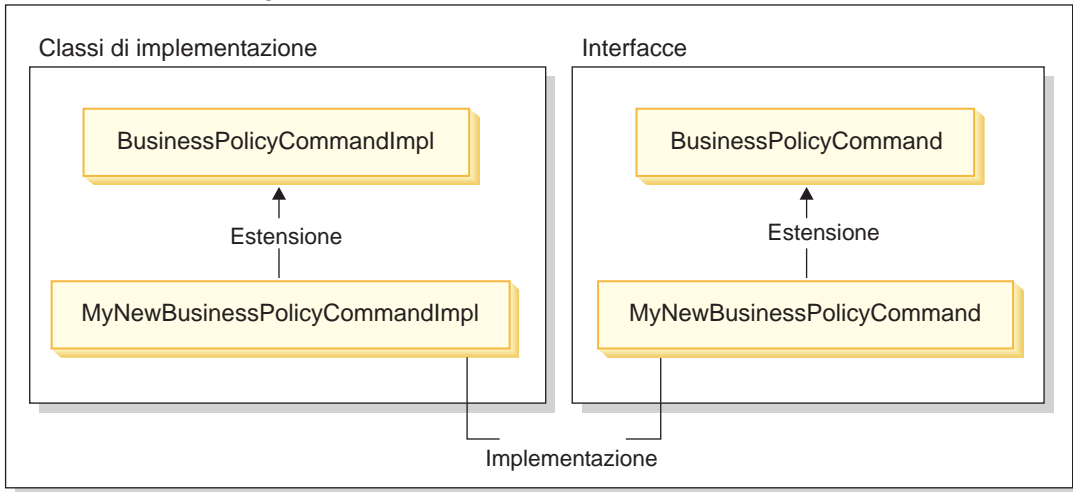 Classi di implementazione
Interfacce
BusinessPolicyCommandImpl
BusinessPolicyCommand
Estensione
Estensione
MyNewBusinessPolicyCommandImpl
MyNewBusinessPolicyCommand
Implementazione